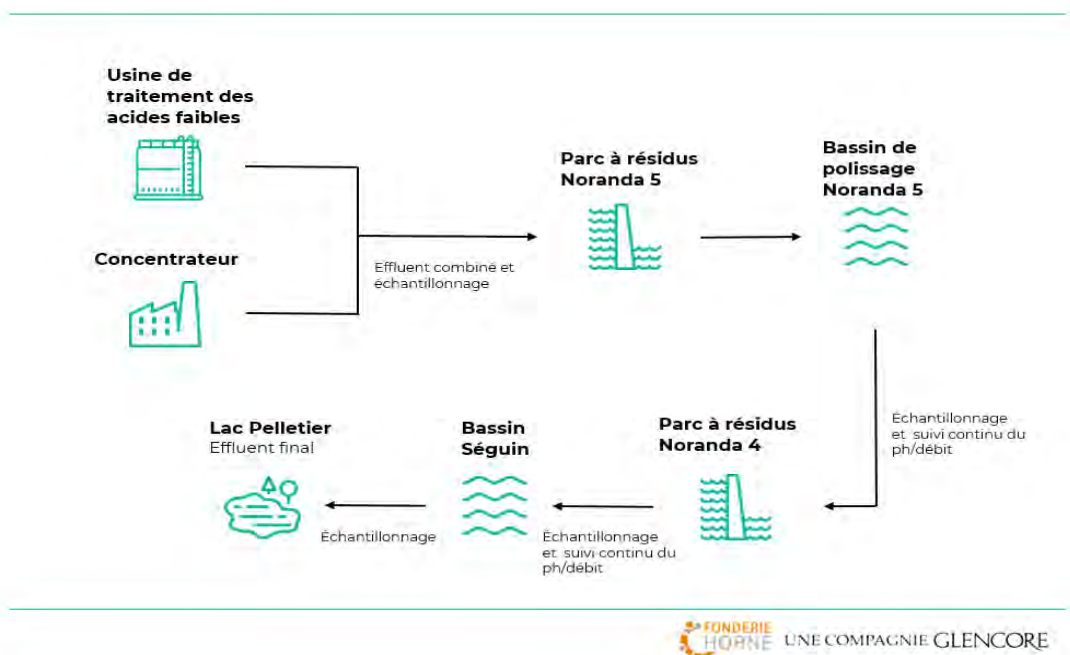 Usine de
traitement des
acides faibles
Concentrateur
Effluent combiné et
échantillonnage
Parc à résidus
Noranda 5
Bassin de
polissage
Noranda 5
Échantillonnage
et suivi continu du
ph/débit
Parc à résidus
Noranda 4
Échantillonnage
et suivi continu du
ph/débit
Bassin
Séguin
Échantillonnage
Lac Pelletier
Effluent final
FONDERIE
HORNE
UNE COMPAGNIE GLENCORE